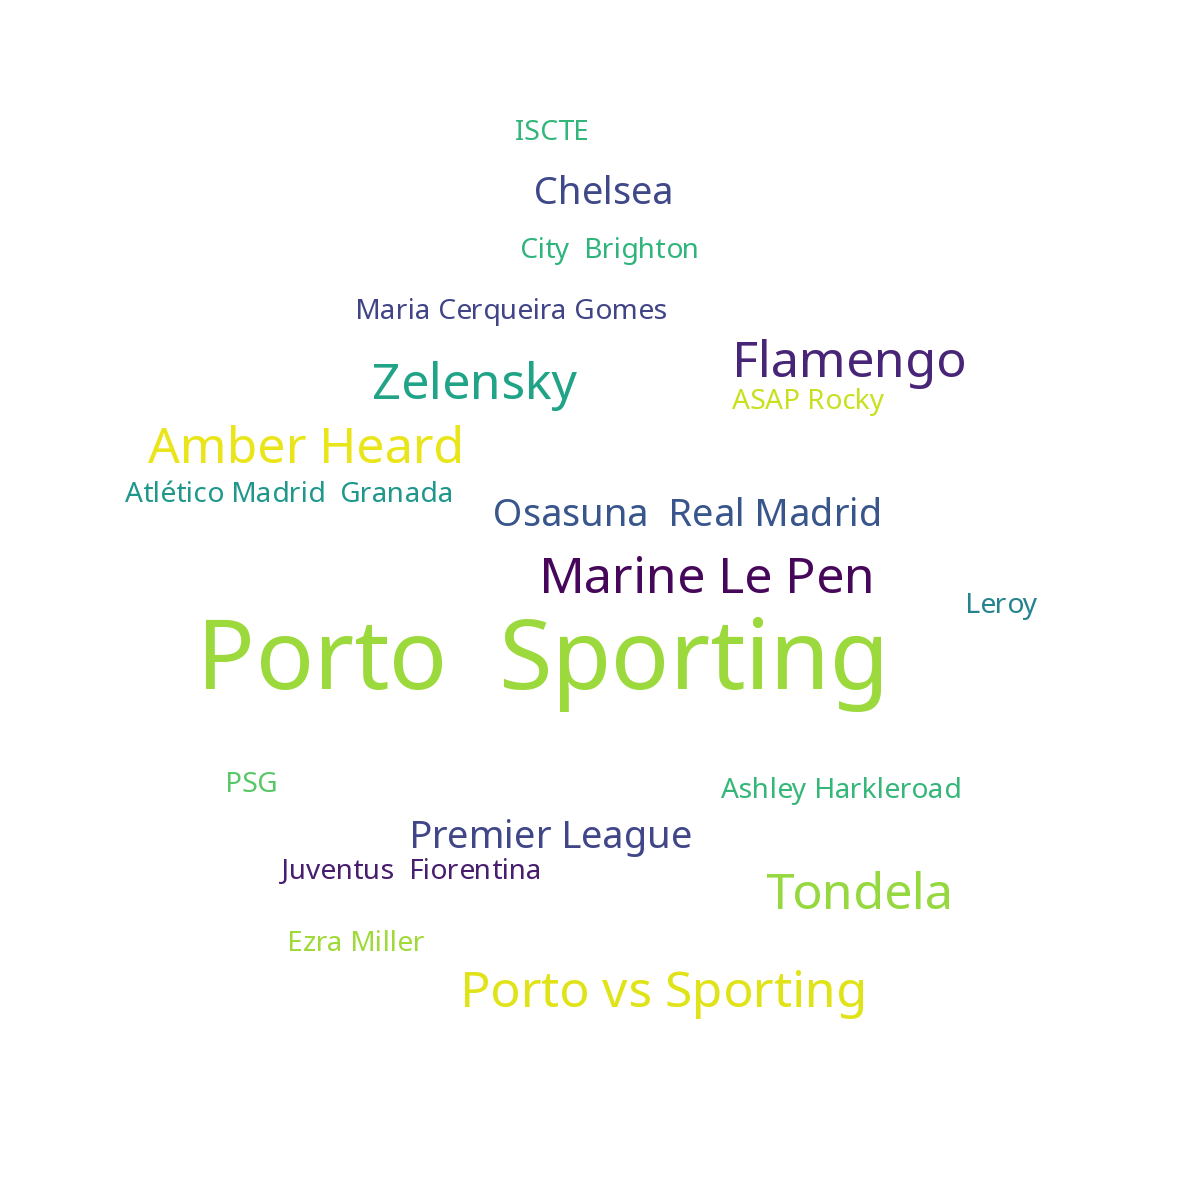 ISCTE
Chelsea
City  Brighton
Maria Cerqueira Gomes
Flamengo
Zelensky
ASAP Rocky
Amber Heard
Atlético Madrid  Granada
Osasuna  Real Madrid
Marine Le Pen
Leroy
Porto  Sporting
PSG
Ashley Harkleroad
Premier League
Juventus  Fiorentina
Tondela
Ezra Miller
Porto vs Sporting